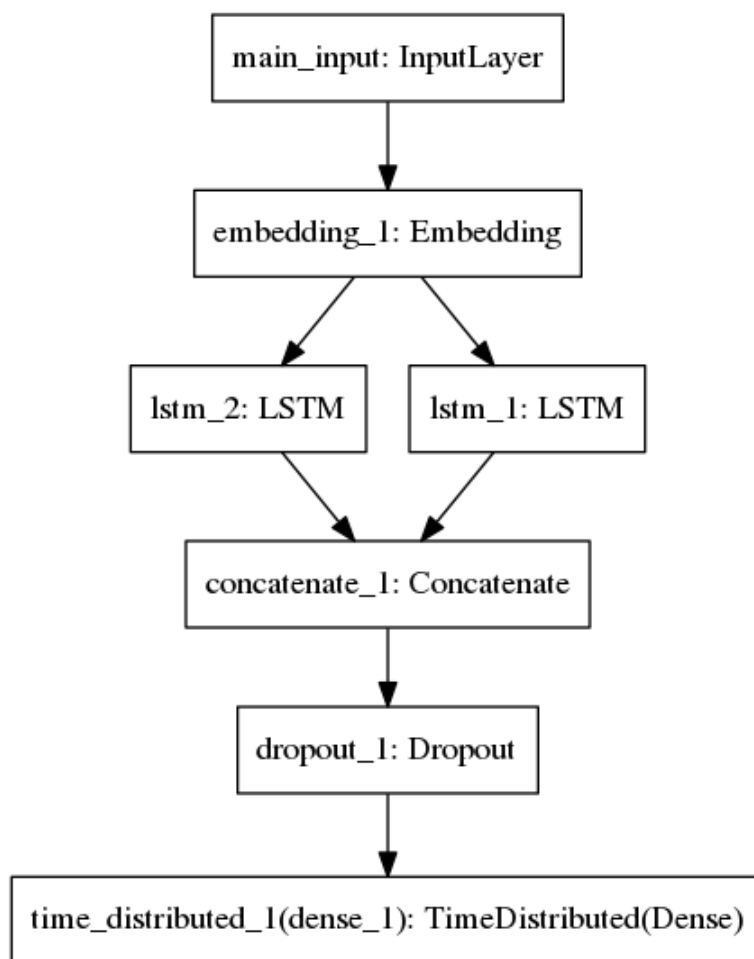 main_input: InputLayer
embedding_1: Embedding
lstm_2: LSTM
lstm_1: LSTM
concatenate_1: Concatenate
dropout_1: Dropout
time_distributed_1(dense_1): TimeDistributed(Dense)